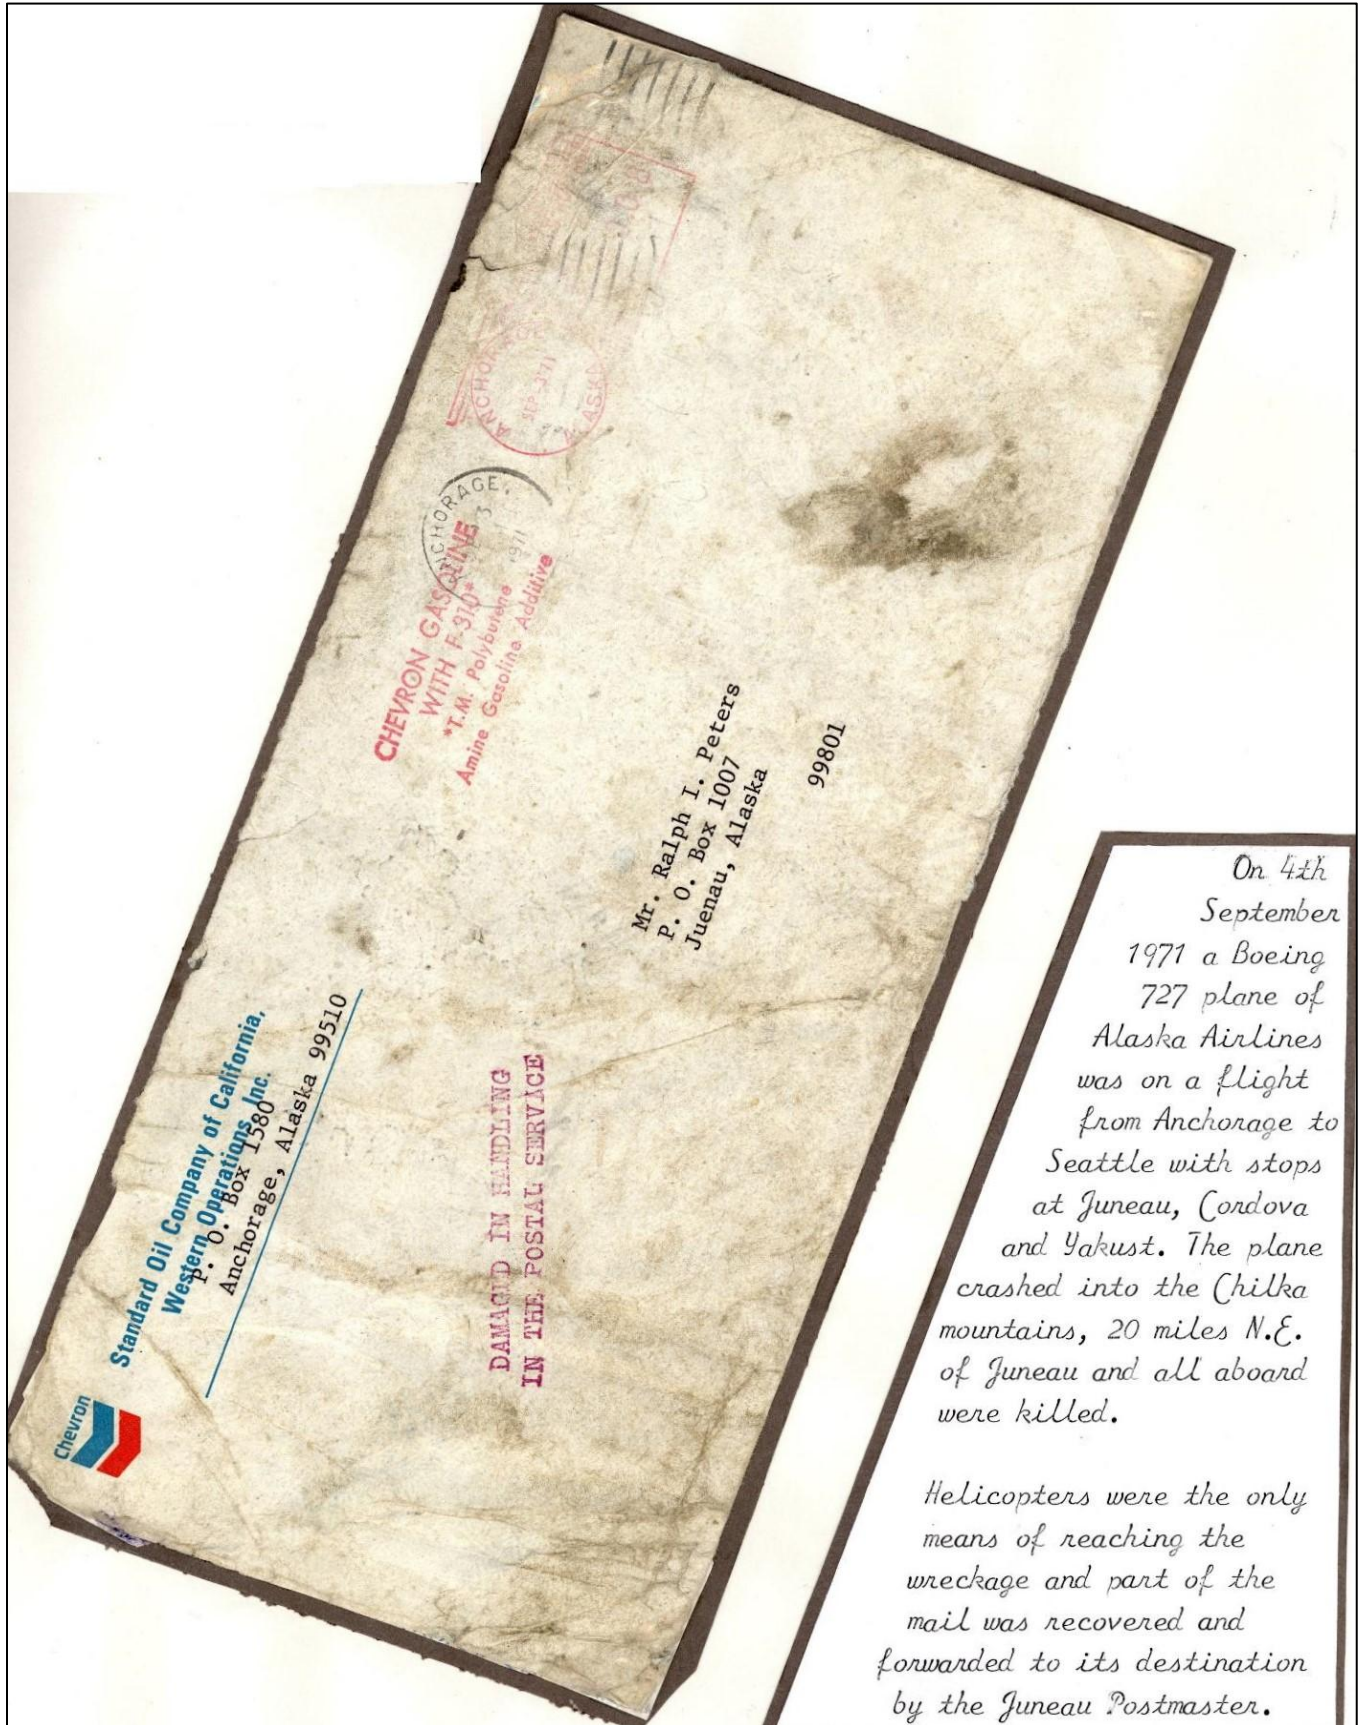 Chevron
Standard Oil Company of California,
Western Operations, Inc.
P. O. Box 1580
Anchorage, Alaska 99510
CHEVRON GASOLINE
WITH F-310*
*T.M. Polybutene
Amine Gasoline Additive
ANCHORAGE,
SEP 3
1971
ANCHORAGE
SEP -3'71
ALASKA
DAMAGED IN HANDLING
IN THE POSTAL SERVICE
Mr. Ralph I. Peters
P. O. Box 1007
Juenau, Alaska
99801
On 4th
September
1971 a Boeing
727 plane of
Alaska Airlines
was on a flight
from Anchorage to
Seattle with stops
at Juneau, Cordova
and Yakust. The plane
crashed into the Chilka
mountains, 20 miles N.E.
of Juneau and all aboard
were killed.
Helicopters were the only
means of reaching the
wreckage and part of the
mail was recovered and
forwarded to its destination
by the Juneau Postmaster.